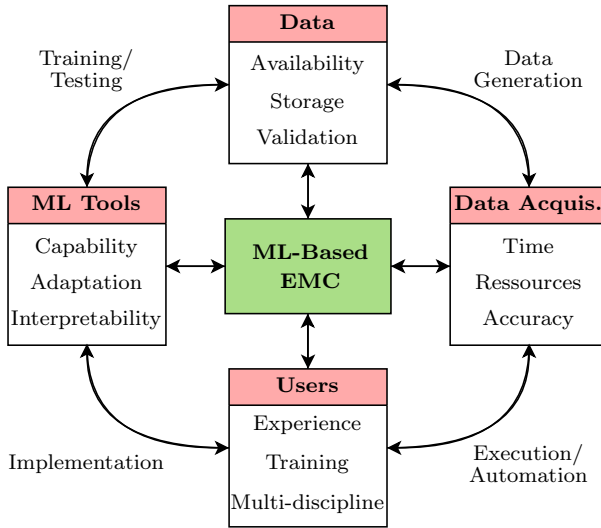 Data
Availability
Storage
Validation
Training/
Testing
Data
Generation
ML Tools
Capability
Adaptation
Interpretability
ML-Based
EMC
Data Acquis.
Time
Ressources
Accuracy
Users
Experience
Training
Multi-discipline
Implementation
Execution/
Automation